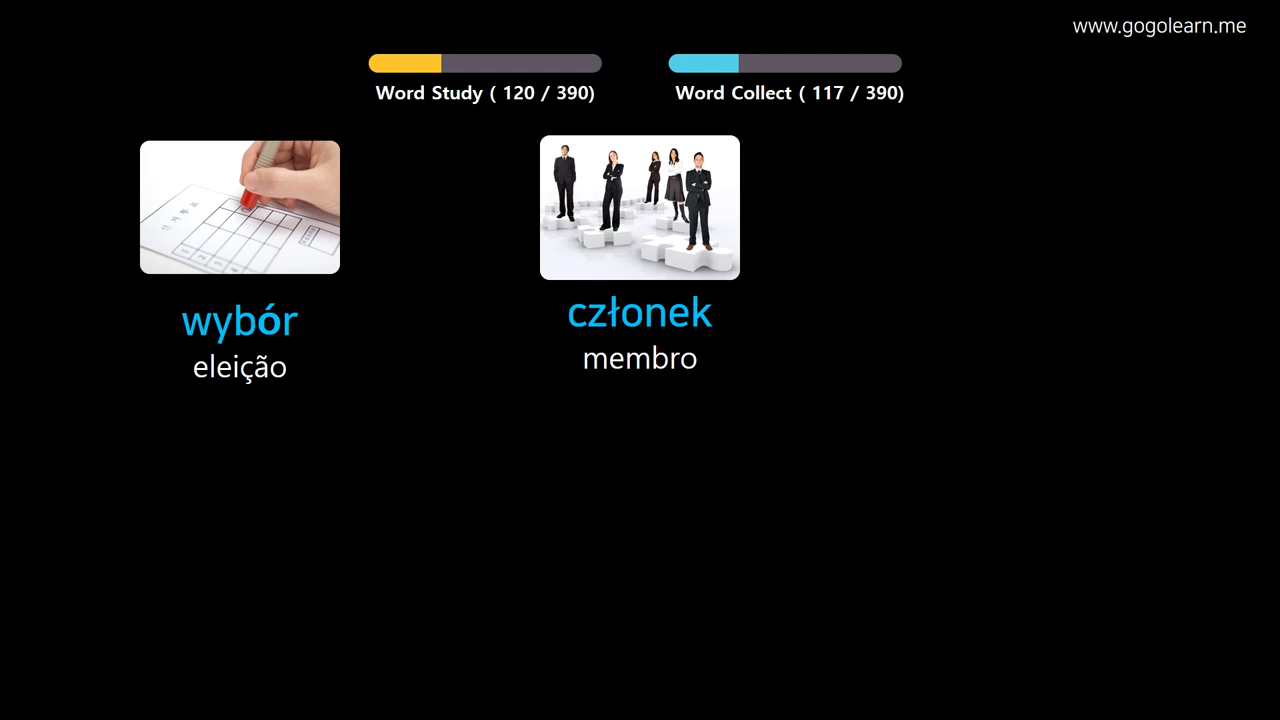 www.gogolearn.me
Word Study ( 120 / 390)
Word Collect ( 117 / 390)
wybór
eleição
członek
membro